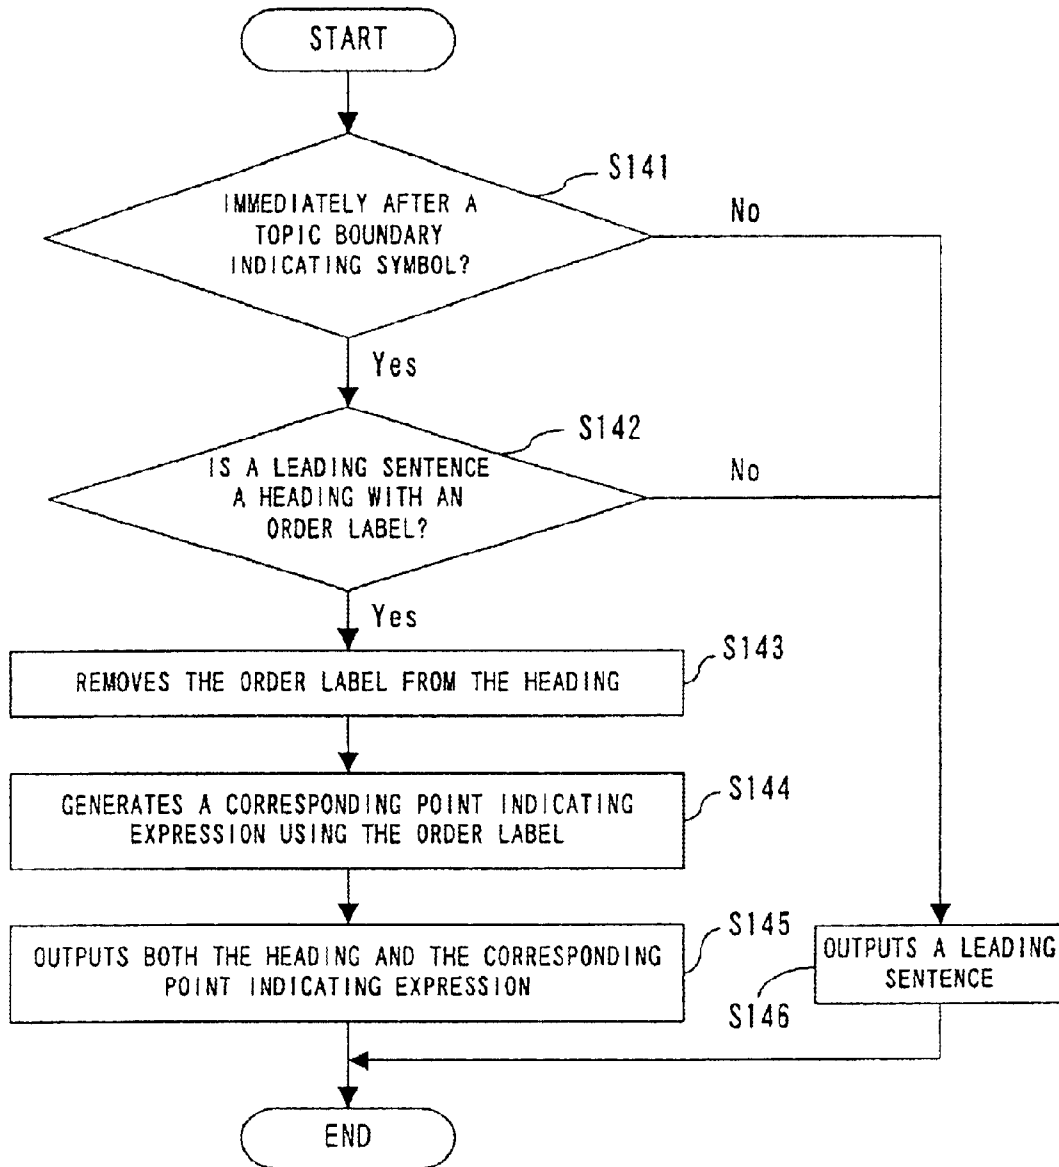 START
S141
IMMEDIATELY AFTER A
TOPIC BOUNDARY
INDICATING SYMBOL?
No
Yes
S142
IS A LEADING SENTENCE
A HEADING WITH AN
ORDER LABEL?
No
Yes
S143
REMOVES THE ORDER LABEL FROM THE HEADING
S144
GENERATES A CORRESPONDING POINT INDICATING
EXPRESSION USING THE ORDER LABEL
S145
OUTPUTS BOTH THE HEADING AND THE CORRESPONDING
POINT INDICATING EXPRESSION
OUTPUTS A LEADING
SENTENCE
S146
END